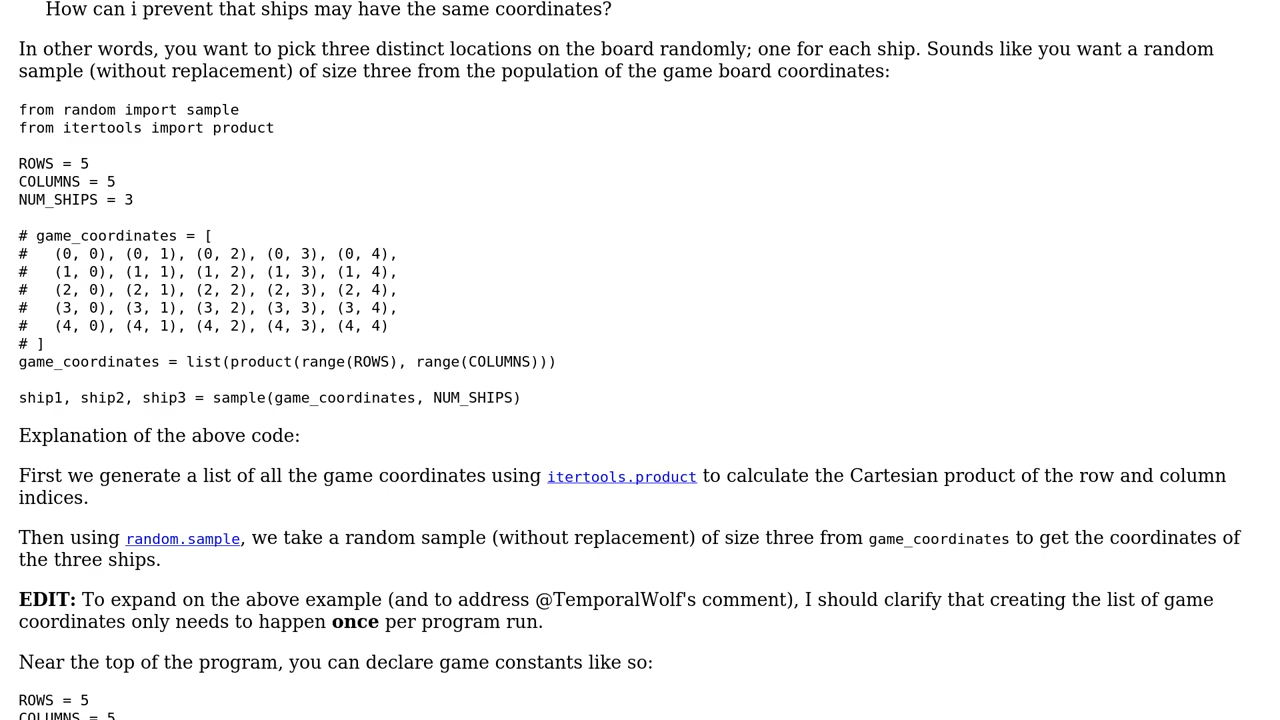 How can i prevent that ships may have the same coordinates?
In other words, you want to pick three distinct locations on the board randomly; one for each ship. Sounds like you want a random
sample (without replacement) of size three from the population of the game board coordinates:
from random import sample
from itertools import product
ROWS = 5
COLUMNS = 5
NUM_SHIPS = 3
# game_coordinates = [
#   (0, 0), (0, 1), (0, 2), (0, 3), (0, 4),
#   (1, 0), (1, 1), (1, 2), (1, 3), (1, 4),
#   (2, 0), (2, 1), (2, 2), (2, 3), (2, 4),
#   (3, 0), (3, 1), (3, 2), (3, 3), (3, 4),
#   (4, 0), (4, 1), (4, 2), (4, 3), (4, 4)
# ]
game_coordinates = list(product(range(ROWS), range(COLUMNS)))
ship1, ship2, ship3 = sample(game_coordinates, NUM_SHIPS)
Explanation of the above code:
First we generate a list of all the game coordinates using itertools.product to calculate the Cartesian product of the row and column
indices.
Then using random.sample, we take a random sample (without replacement) of size three from game_coordinates to get the coordinates of
the three ships.
EDIT: To expand on the above example (and to address @TemporalWolf's comment), I should clarify that creating the list of game
coordinates only needs to happen once per program run.
Near the top of the program, you can declare game constants like so:
ROWS = 5
COLUMNS = 5